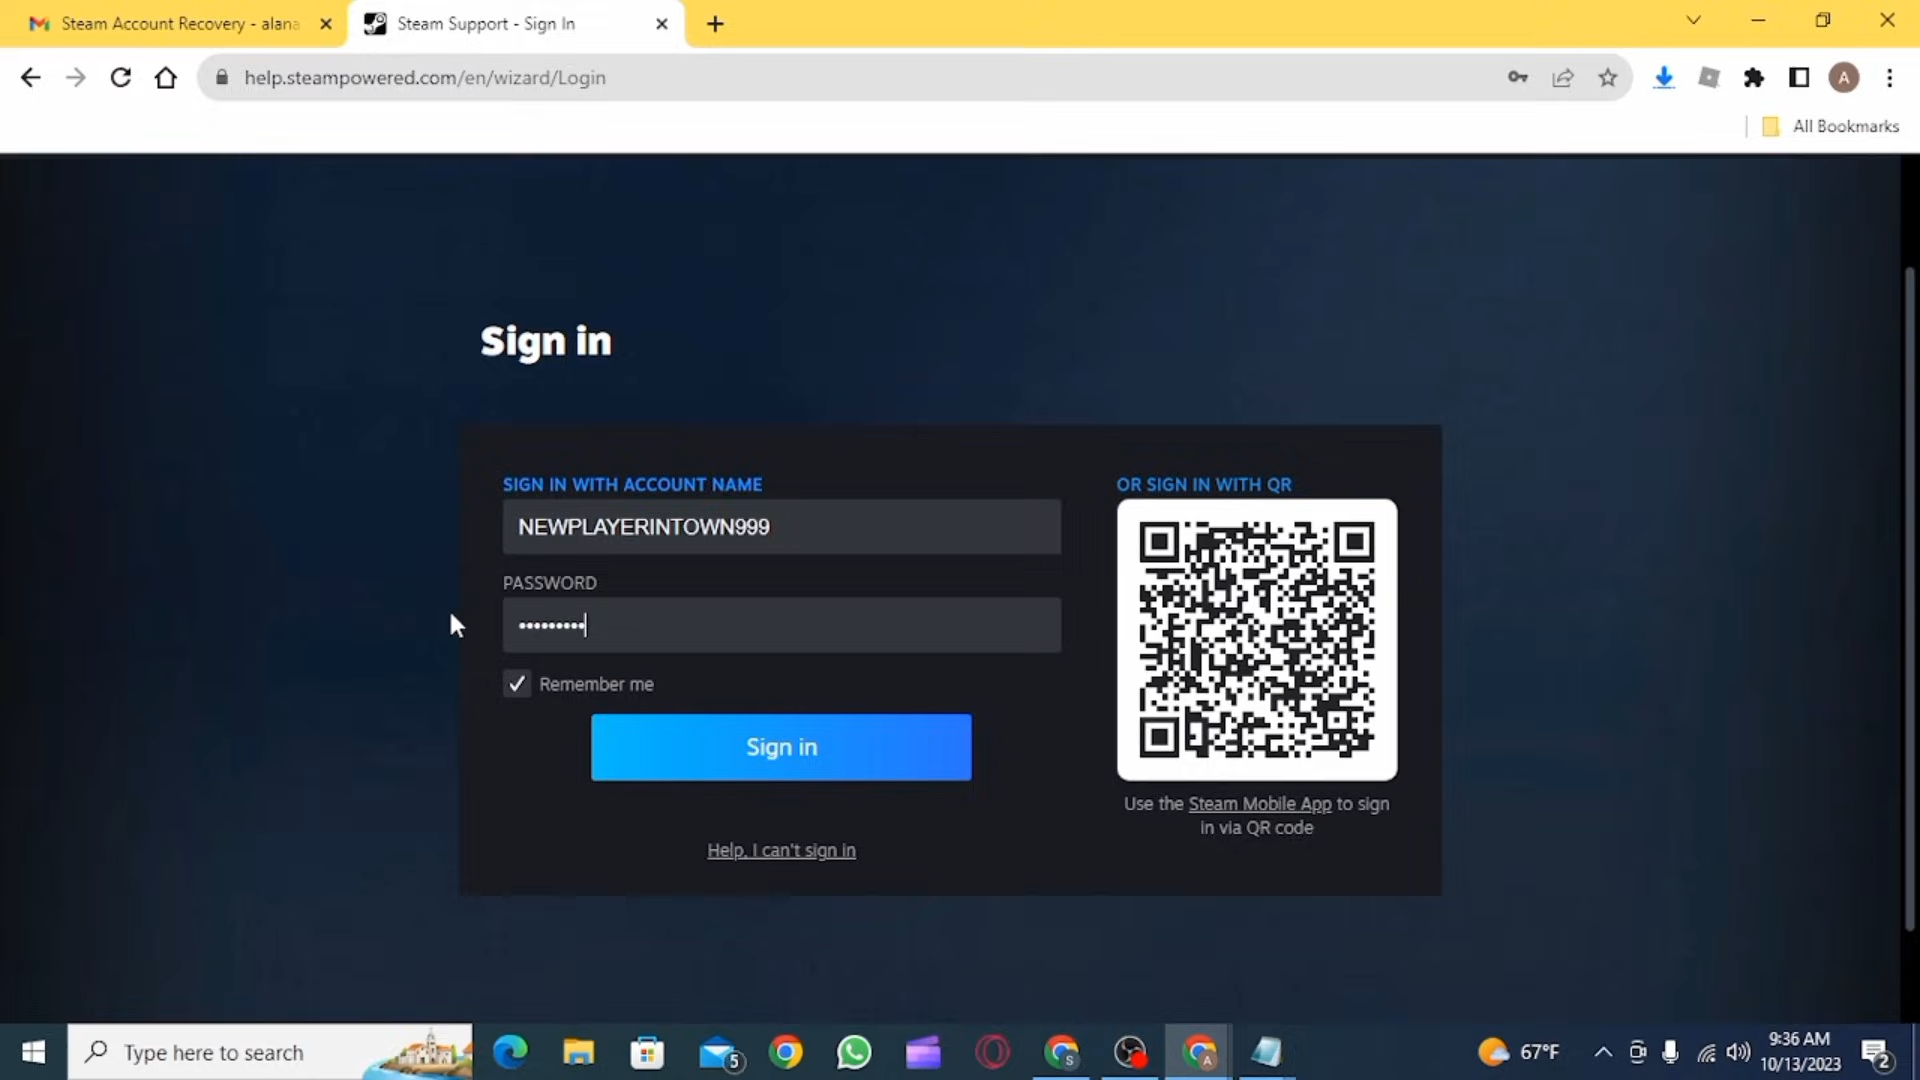 Steam Account Recovery - alana
Steam Support - Sign In
help.steampowered.com/en/wizard/Login
A
All Bookmarks
Sign in
SIGN IN WITH ACCOUNT NAME
NEWPLAYERINTOWN999
PASSWORD
•••••••••
Remember me
Sign in
Help, I can't sign in
OR SIGN IN WITH QR
Use the Steam Mobile App to sign
in via QR code
Type here to search
5
S
A
67°F
9:36 AM
10/13/2023
2